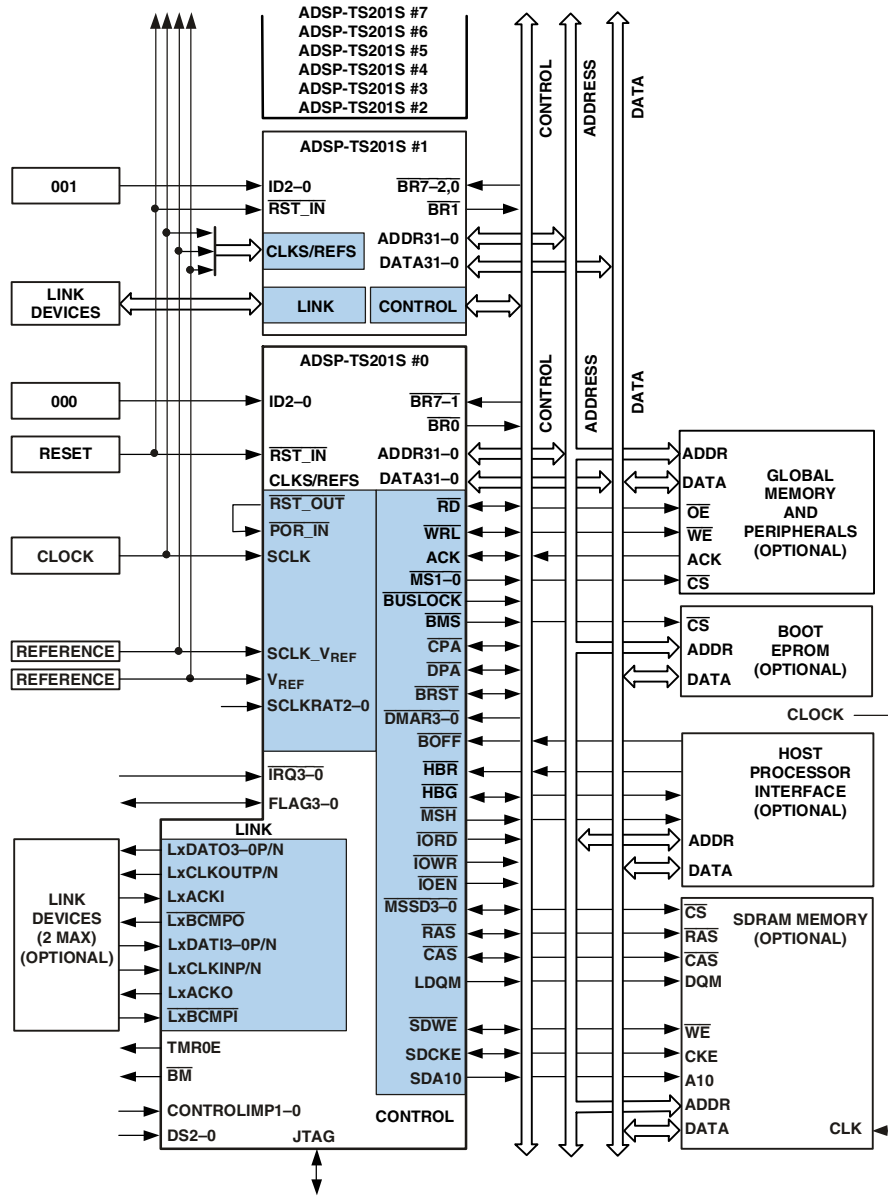 ADSP-TS201S #7
ADSP-TS201S #6
ADSP-TS201S #5
ADSP-TS201S #4
ADSP-TS201S #3
ADSP-TS201S #2
CONTROL
ADDRESS
DATA
ADSP-TS201S #1
001
ID2–0
BR7–2,0
RST_IN
BR1
ADDR31–0
CLKS/REFS
DATA31–0
LINK
DEVICES
LINK
CONTROL
ADSP-TS201S #0
CONTROL
ADDRESS
DATA
000
ID2–0
BR7–1
BR0
RESET
RST_IN
ADDR31–0
CLKS/REFS
DATA31–0
RST_OUT
RD
POR_IN
WRL
CLOCK
SCLK
ACK
MS1–0
BUSLOCK
BMS
REFERENCE
SCLK_VREF
CPA
REFERENCE
VREF
DPA
SCLKRAT2–0
BRST
DMAR3–0
BOFF
IRQ3–0
HBR
FLAG3–0
HBG
MSH
LINK
IORD
IOWR
IOEN
MSSD3–0
RAS
CAS
LDQM
SDWE
SDCKE
SDA10
LINK
DEVICES
(2 MAX)
(OPTIONAL)
LxDATO3–0P/N
LxCLKOUTP/N
LxACKI
LxBCMPO
LxDATI3–0P/N
LxCLKINP/N
LxACKO
LxBCMPI
TMR0E
BM
CONTROLIMP1–0
CONTROL
DS2–0
JTAG
ADDR
DATA
OE
WE
ACK
CS
GLOBAL
MEMORY
AND
PERIPHERALS
(OPTIONAL)
CS
ADDR
DATA
BOOT
EPROM
(OPTIONAL)
CLOCK
HOST
PROCESSOR
INTERFACE
(OPTIONAL)
ADDR
DATA
SDRAM MEMORY
(OPTIONAL)
CS
RAS
CAS
DQM
WE
CKE
A10
ADDR
DATA
CLK